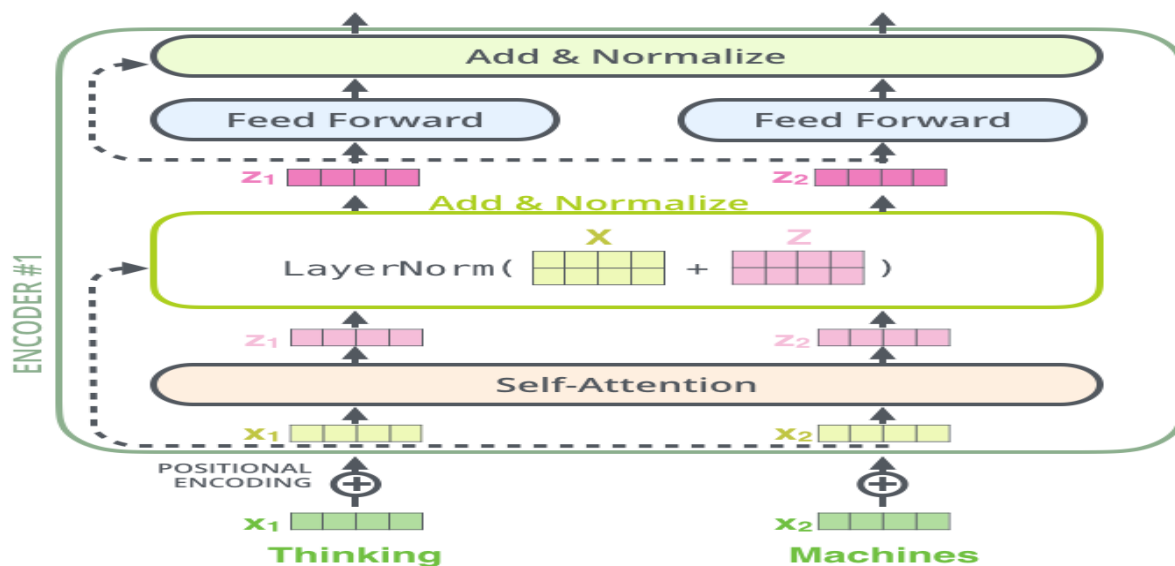 Add & Normalize
Feed Forward Feed Forward
z₁ z₂
Add & Normalize
X Z
LayerNorm( + )
ENCODER #1
z₁ z₂
Self-Attention
x₁ x₂
POSITIONAL
ENCODING
x₁ x₂
Thinking Machines